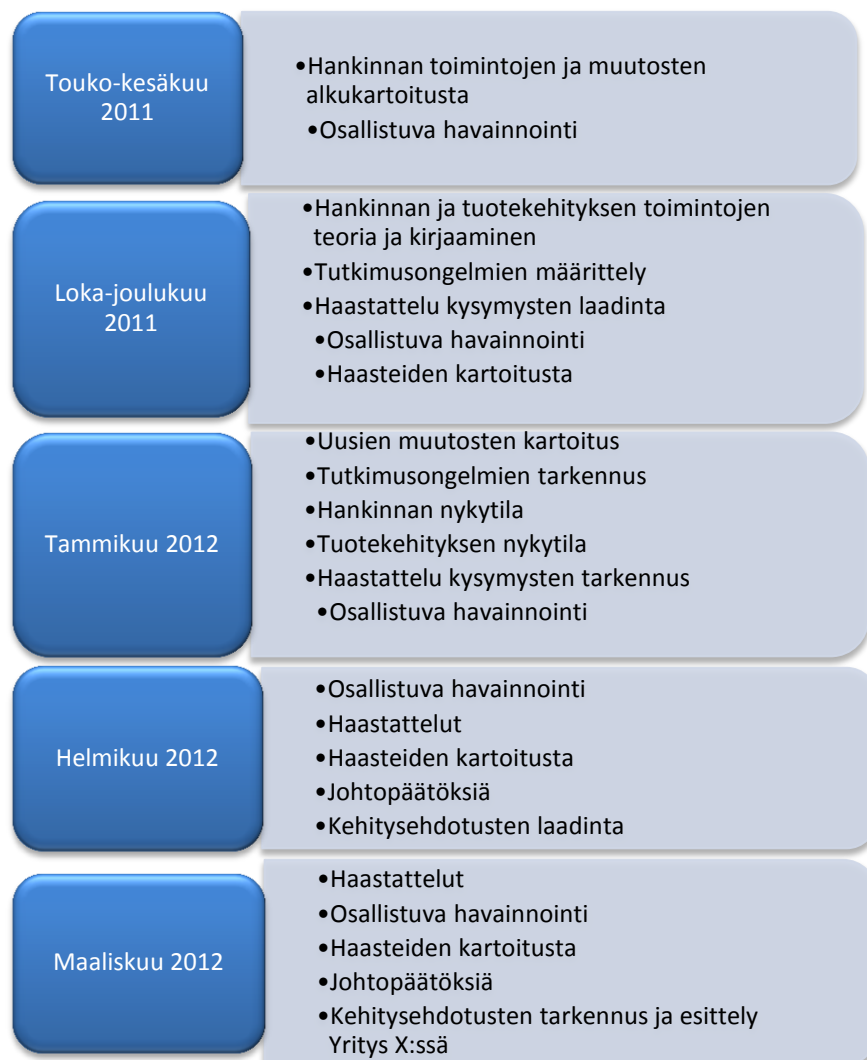 Touko-kesäkuu
2011
•Hankinnan toimintojen ja muutosten
alkukartoitusta
•Osallistuva havainnointi
Loka-joulukuu
2011
•Hankinnan ja tuotekehityksen toimintojen
teoria ja kirjaaminen
•Tutkimusongelmien määrittely
•Haastattelu kysymysten laadinta
•Osallistuva havainnointi
•Haasteiden kartoitusta
Tammikuu 2012
•Uusien muutosten kartoitus
•Tutkimusongelmien tarkennus
•Hankinnan nykytila
•Tuotekehityksen nykytila
•Haastattelu kysymysten tarkennus
•Osallistuva havainnointi
Helmikuu 2012
•Osallistuva havainnointi
•Haastattelut
•Haasteiden kartoitusta
•Johtopäätöksiä
•Kehitysehdotusten laadinta
Maaliskuu 2012
•Haastattelut
•Osallistuva havainnointi
•Haasteiden kartoitusta
•Johtopäätöksiä
•Kehitysehdotusten tarkennus ja esittely
Yritys X:ssä